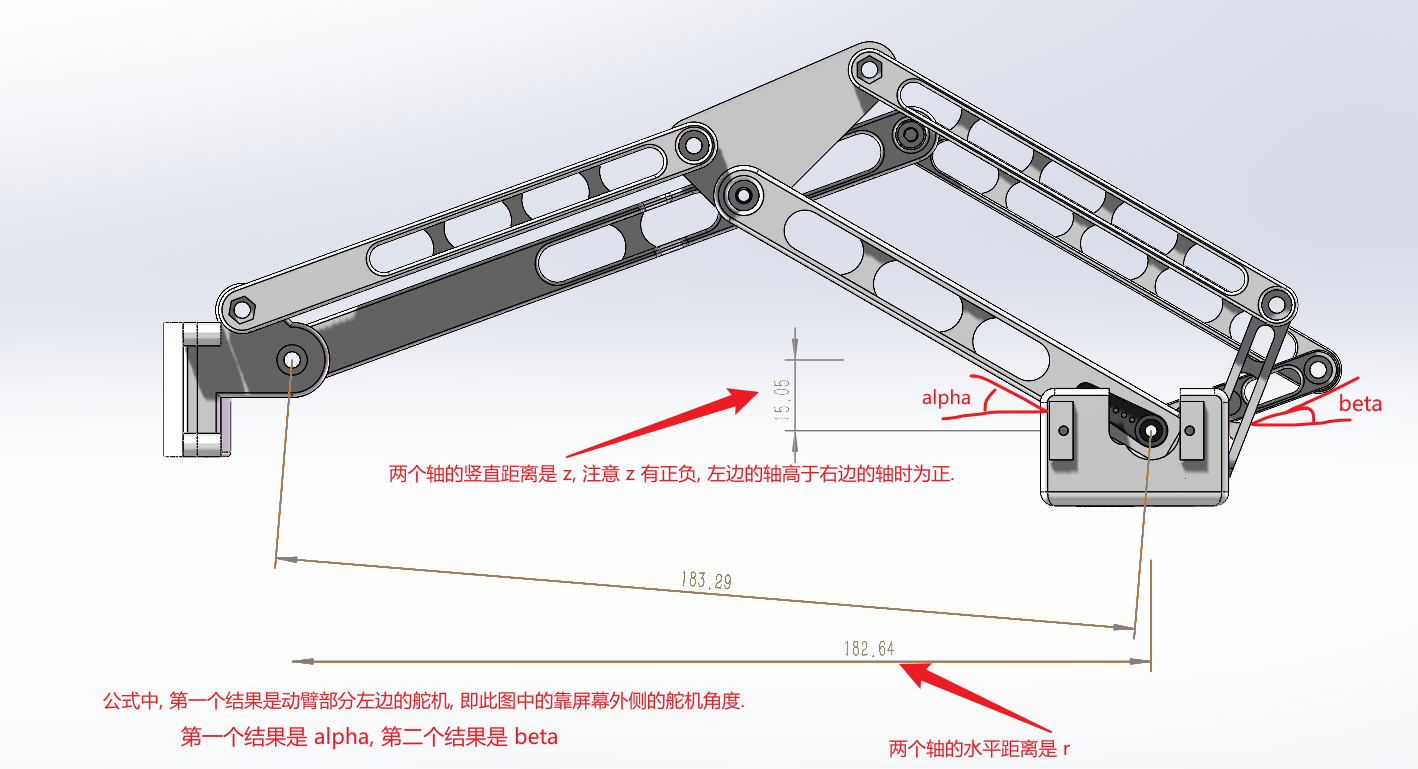 alpha
beta
15.05
两个轴的竖直距离是 z, 注意 z 有正负, 左边的轴高于右边的轴时为正.
183.29
182.64
公式中, 第一个结果是动臂部分左边的舵机, 即此图中的靠屏幕外侧的舵机角度.
第一个结果是 alpha, 第二个结果是 beta
两个轴的水平距离是 r